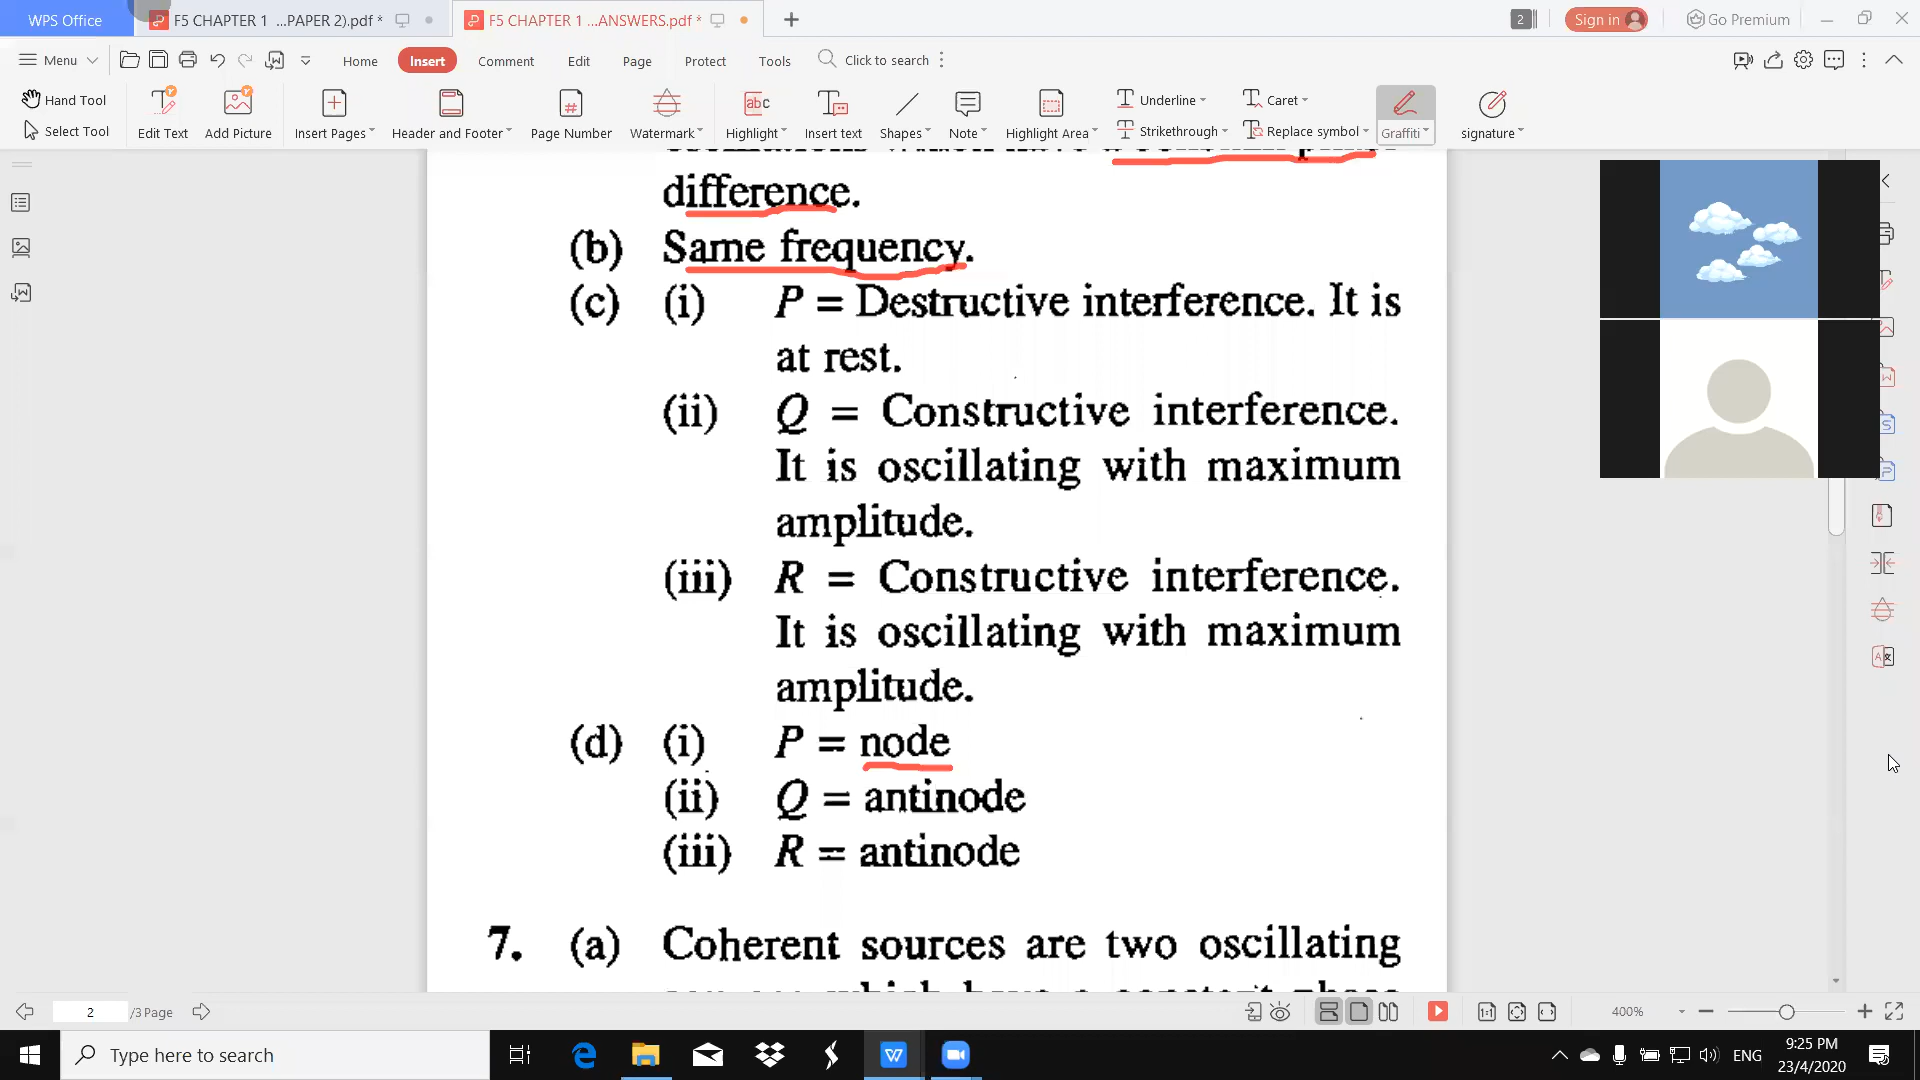 WPS Office
F5 CHAPTER 1 ...PAPER 2).pdf *
F5 CHAPTER 1 ...ANSWERS.pdf *
2
Sign in
Go Premium
Menu
Home
Insert
Comment
Edit
Page
Protect
Tools
Click to search
Hand Tool
Select Tool
Edit Text
Add Picture
Insert Pages
Header and Footer
Page Number
Watermark
Highlight
Insert text
Shapes
Note
Highlight Area
Underline
Strikethrough
Caret
Replace symbol
Graffiti
signature
difference.
(b) Same frequency.
(c) (i) P = Destructive interference. It is
at rest.
(ii) Q = Constructive interference.
It is oscillating with maximum
amplitude.
(iii) R = Constructive interference.
It is oscillating with maximum
amplitude.
(d) (i) P = node
(ii) Q = antinode
(iii) R = antinode
7. (a) Coherent sources are two oscillating
2 /3 Page
400%
Type here to search
ENG
9:25 PM
23/4/2020